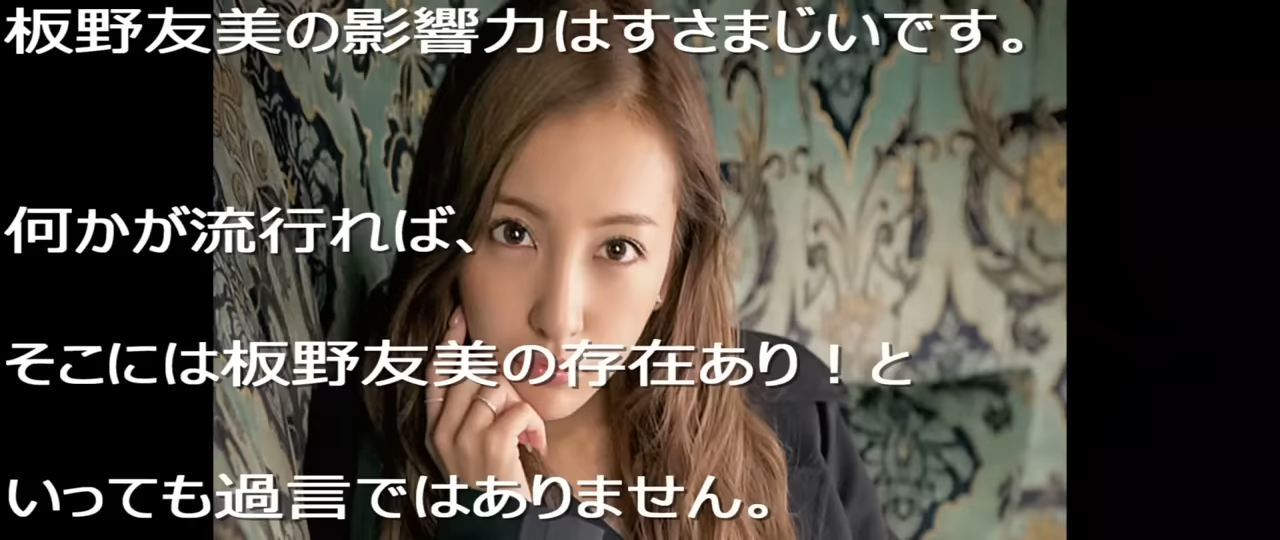 板野友美の影響力はすさまじいです。
何かが流行れば、
そこには板野友美の存在あり！と
いっても過言ではありません。